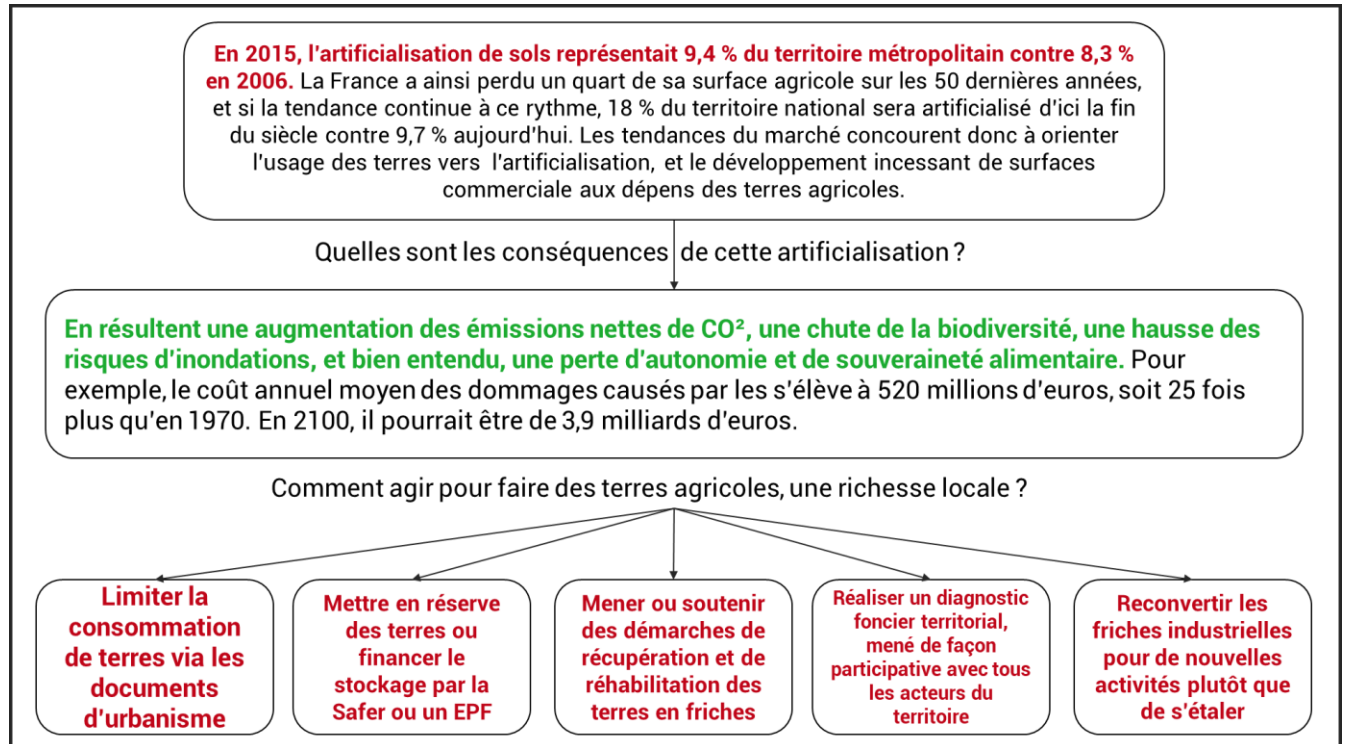 En 2015, l'artificialisation de sols représentait 9,4 % du territoire métropolitain contre 8,3 %
en 2006. La France a ainsi perdu un quart de sa surface agricole sur les 50 dernières années,
et si la tendance continue à ce rythme, 18 % du territoire national sera artificialisé d'ici la fin
du siècle contre 9,7 % aujourd'hui. Les tendances du marché concourent donc à orienter
l'usage des terres vers l'artificialisation, et le développement incessant de surfaces
commerciale aux dépens des terres agricoles.
Quelles sont les conséquences de cette artificialisation ?
En résultent une augmentation des émissions nettes de CO², une chute de la biodiversité, une hausse des
risques d'inondations, et bien entendu, une perte d'autonomie et de souveraineté alimentaire. Pour
exemple, le coût annuel moyen des dommages causés par les s'élève à 520 millions d'euros, soit 25 fois
plus qu'en 1970. En 2100, il pourrait être de 3,9 milliards d'euros.
Comment agir pour faire des terres agricoles, une richesse locale ?
Limiter la
consommation
de terres via les
documents
d'urbanisme
Mettre en réserve
des terres ou
financer le
stockage par la
Safer ou un EPF
Mener ou soutenir
des démarches de
récupération et de
réhabilitation des
terres en friches
Réaliser un diagnostic
foncier territorial,
mené de façon
participative avec tous
les acteurs du
territoire
Reconvertir les
friches industrielles
pour de nouvelles
activités plutôt que
de s'étaler